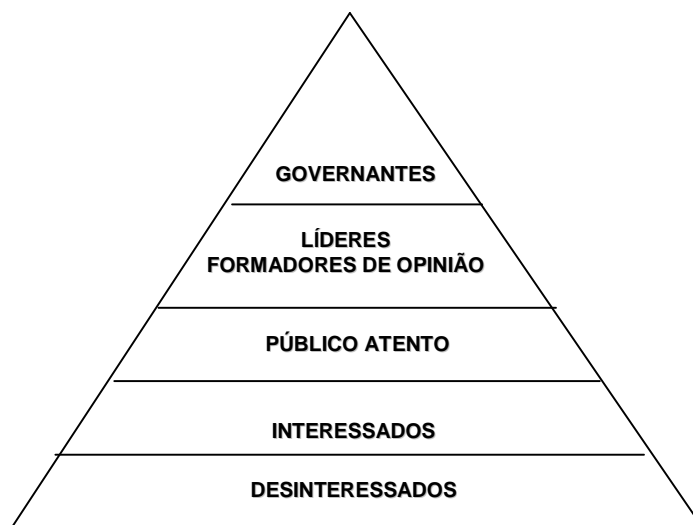 GOVERNANTES
LÍDERES
FORMADORES DE OPINIÃO
PÚBLICO ATENTO
INTERESSADOS
DESINTERESSADOS